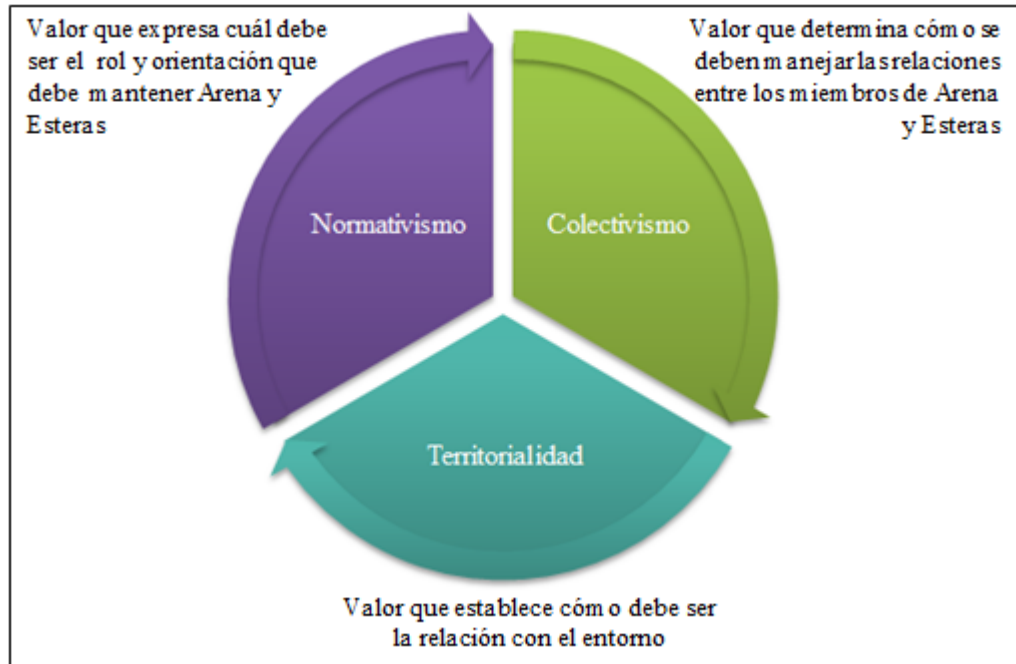 Valor que expresa cuál debe
ser el rol y orientación que
debe mantener Arena y
Esteras
Valor que determina cómo se
deben manejar las relaciones
entre los miembros de Arena
y Esteras
Normativismo
Colectivismo
Territorialidad
Valor que establece cómo debe ser
la relación con el entorno